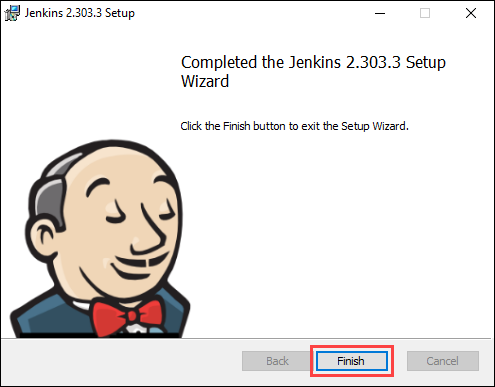 Jenkins 2.303.3 Setup
Completed the Jenkins 2.303.3 Setup
Wizard
Click the Finish button to exit the Setup Wizard.
Back
Finish
Cancel